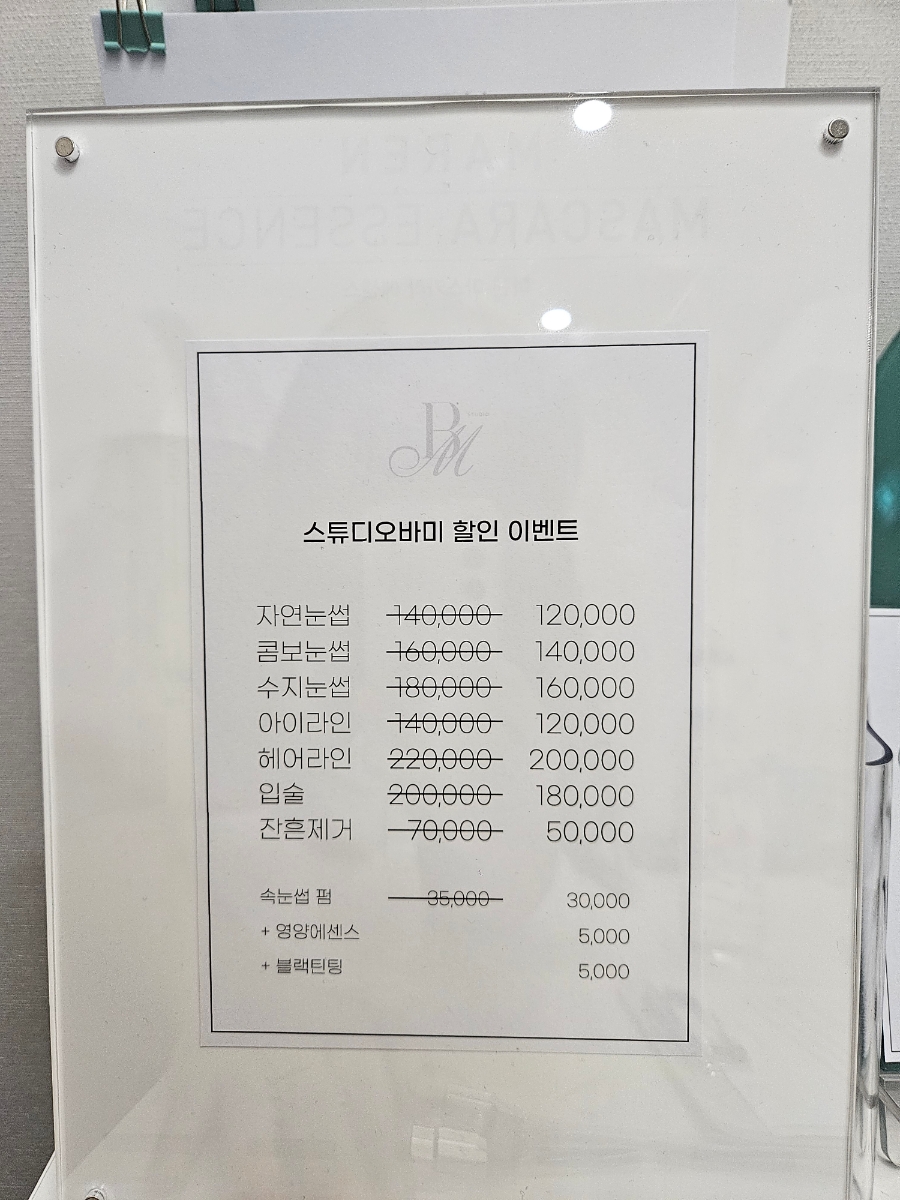 MAREN
MASCARA ESSENCE
BM
스튜디오바미 할인 이벤트
자연눈썹 140,000 120,000
콤보눈썹 160,000 140,000
수지눈썹 180,000 160,000
아이라인 140,000 120,000
헤어라인 220,000 200,000
입술 200,000 180,000
잔흔제거 70,000 50,000
속눈썹 펌 35,000 30,000
+ 영양에센스 5,000
+ 블랙틴팅 5,000